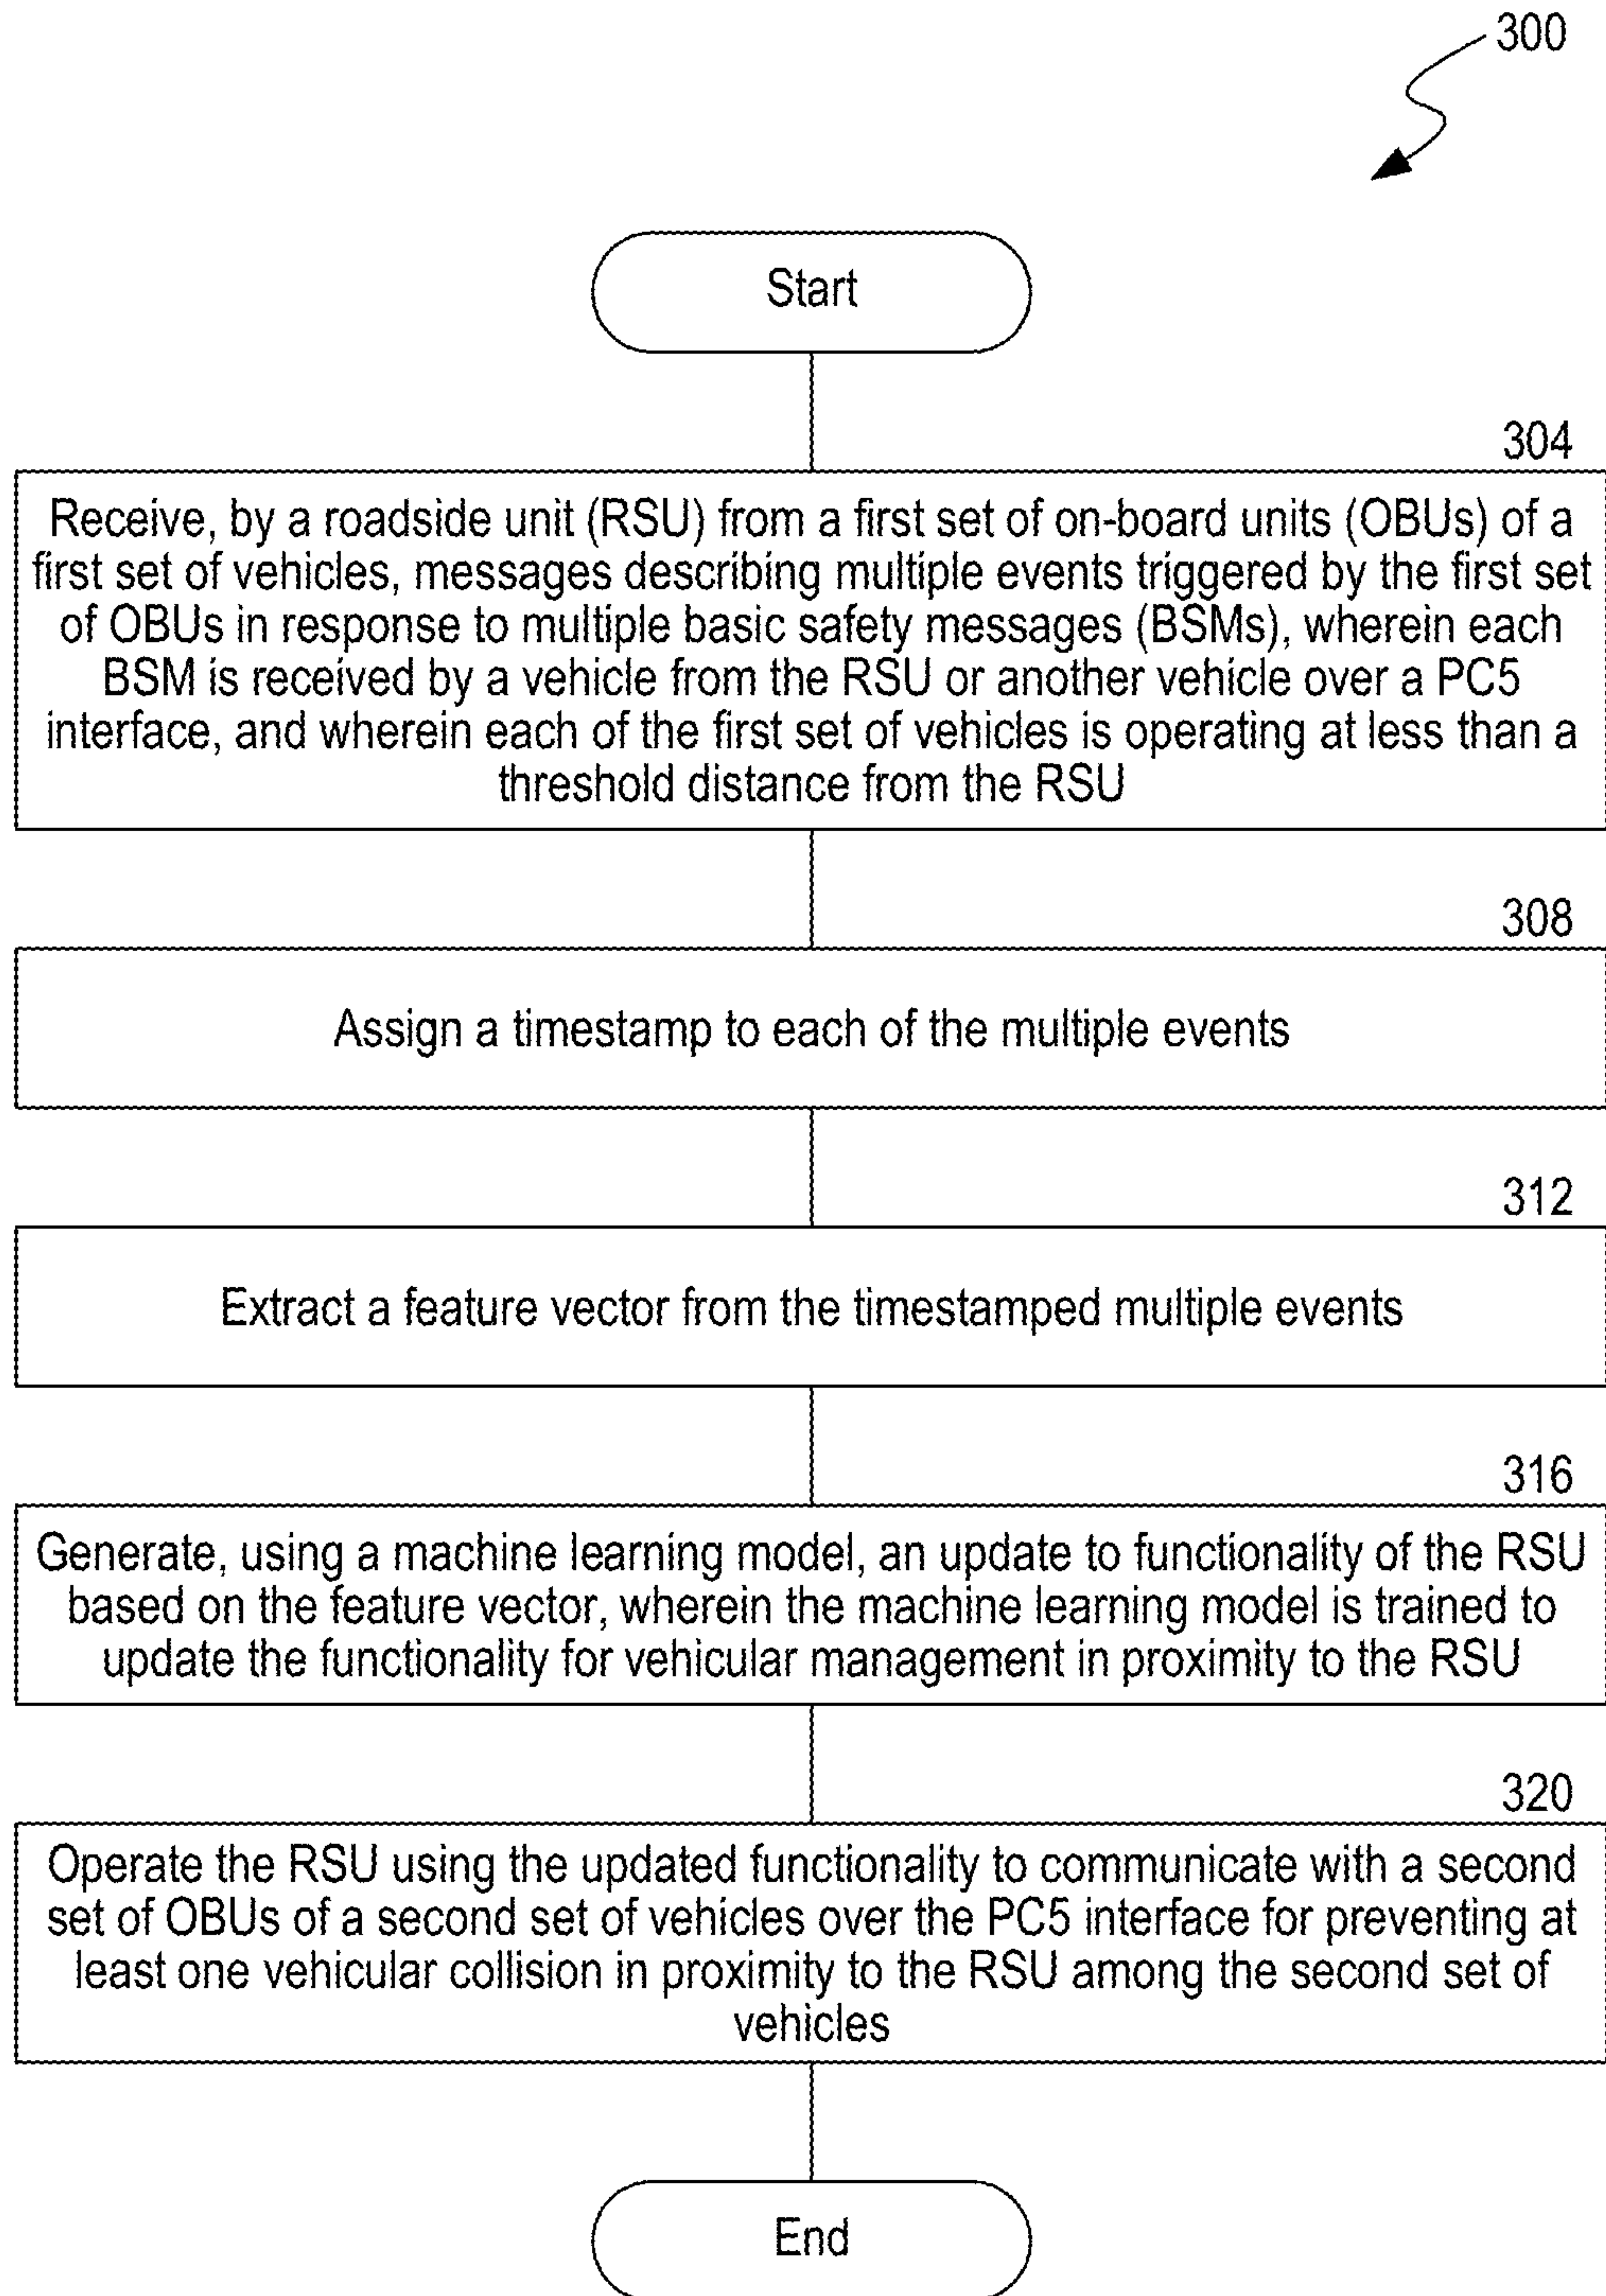 300
Start
304
Receive, by a roadside unit (RSU) from a first set of on-board units (OBUs) of a
first set of vehicles, messages describing multiple events triggered by the first set
of OBUs in response to multiple basic safety messages (BSMs), wherein each
BSM is received by a vehicle from the RSU or another vehicle over a PC5
interface, and wherein each of the first set of vehicles is operating at less than a
threshold distance from the RSU
308
Assign a timestamp to each of the multiple events
312
Extract a feature vector from the timestamped multiple events
316
Generate, using a machine learning model, an update to functionality of the RSU
based on the feature vector, wherein the machine learning model is trained to
update the functionality for vehicular management in proximity to the RSU
320
Operate the RSU using the updated functionality to communicate with a second
set of OBUs of a second set of vehicles over the PC5 interface for preventing at
least one vehicular collision in proximity to the RSU among the second set of
vehicles
End